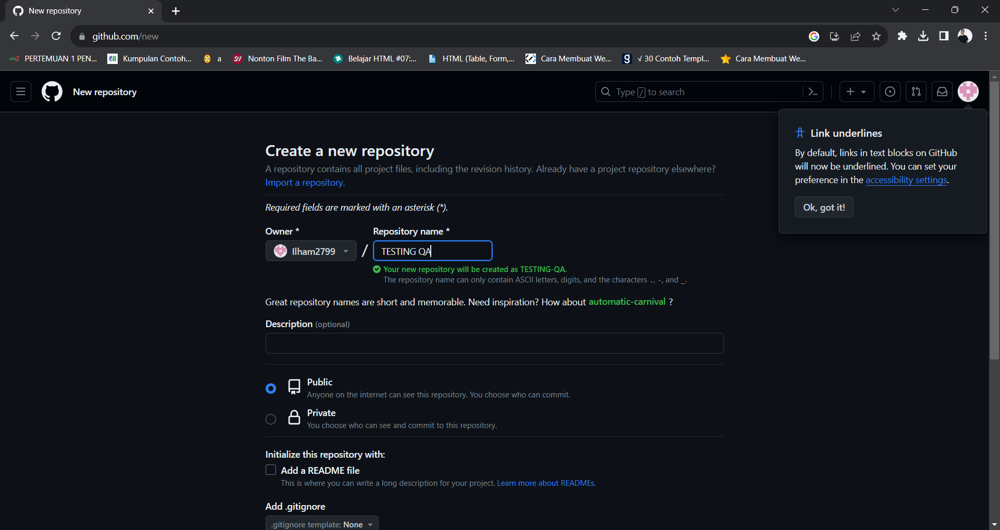 New repository
github.com/new
PERTEMUAN 1 PEN...
Kumpulan Contoh...
a
Nonton Film The Ba...
Belajar HTML #07:...
HTML (Table, Form,...
Cara Membuat We...
√ 30 Contoh Templ...
Cara Membuat We...
New repository
Type / to search
Link underlines
By default, links in text blocks on GitHub
will now be underlined. You can set your
preference in the accessibility settings.
Ok, got it!
Create a new repository
A repository contains all project files, including the revision history. Already have a project repository elsewhere?
Import a repository.
Required fields are marked with an asterisk (*).
Owner *
Repository name *
Ilham2799
/
TESTING QA
Your new repository will be created as TESTING-QA.
The repository name can only contain ASCII letters, digits, and the characters ., -, and _.
Great repository names are short and memorable. Need inspiration? How about automatic-carnival ?
Description (optional)
Public
Anyone on the internet can see this repository. You choose who can commit.
Private
You choose who can see and commit to this repository.
Initialize this repository with:
Add a README file
This is where you can write a long description for your project. Learn more about READMEs.
Add .gitignore
.gitignore template: None